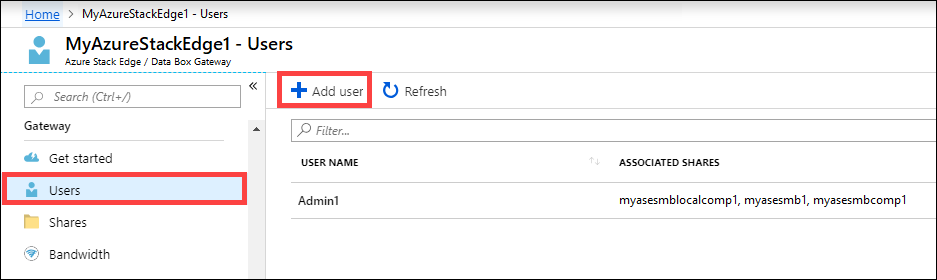 Home > MyAzureStackEdge1 - Users
MyAzureStackEdge1 - Users
Azure Stack Edge / Data Box Gateway
Search (Ctrl+/)
«
Gateway
Get started
Users
Shares
Bandwidth
+ Add user Refresh
Filter...
USER NAME ↑↓ ASSOCIATED SHARES
Admin1 myasesmblocalcomp1, myasesmb1, myasesmbcomp1